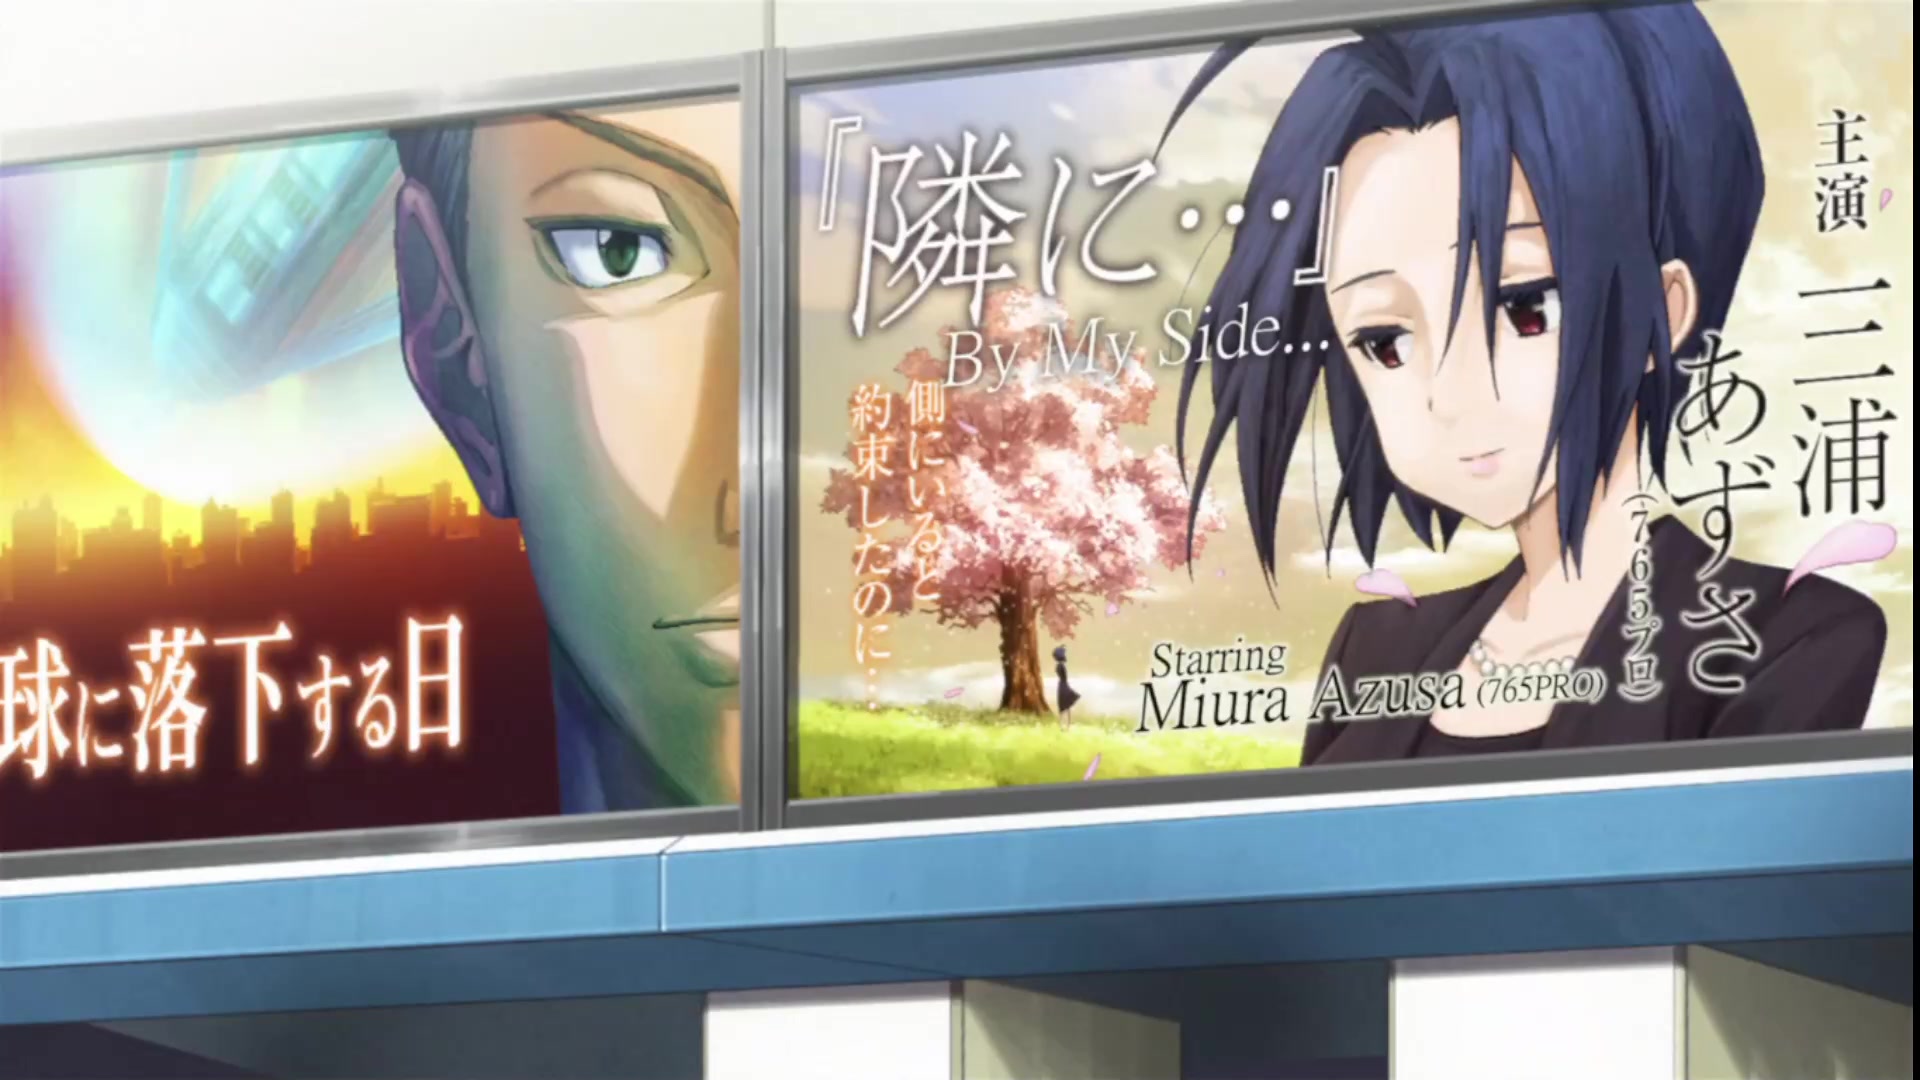 球に落下する日
『隣に…』
By My Side...
側にいると
約束したのに…
Starring
Miura Azusa (765PRO)
主演
三浦
あずさ
(765プロ)